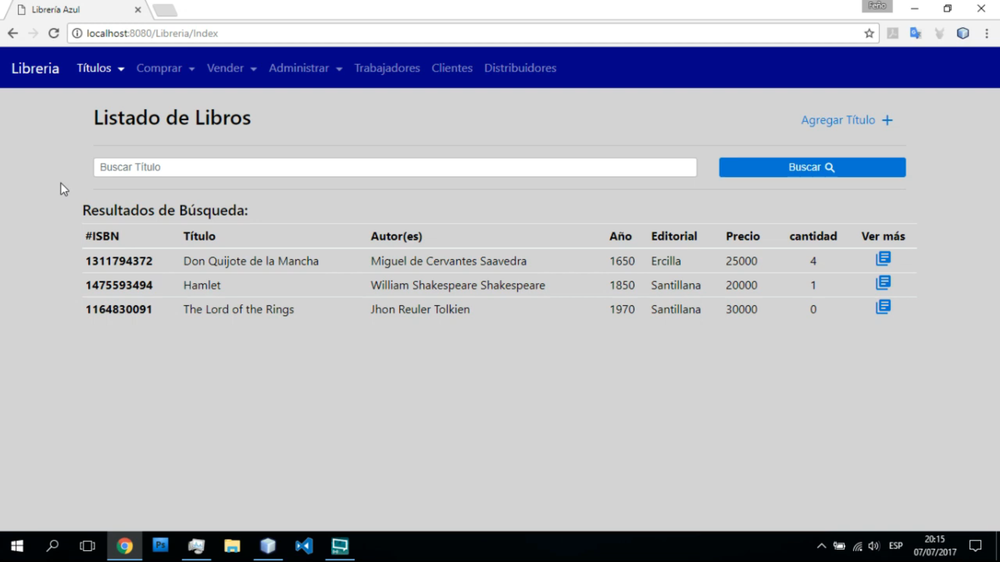 Librería Azul
Feño
localhost:8080/Libreria/Index
Libreria Títulos Comprar Vender Administrar Trabajadores Clientes Distribuidores
Listado de Libros
Agregar Título +
Buscar Título
Buscar
Resultados de Búsqueda:
#ISBN Título Autor(es) Año Editorial Precio cantidad Ver más
1311794372 Don Quijote de la Mancha Miguel de Cervantes Saavedra 1650 Ercilla 25000 4
1475593494 Hamlet William Shakespeare Shakespeare 1850 Santillana 20000 1
1164830091 The Lord of the Rings Jhon Reuler Tolkien 1970 Santillana 30000 0
Ps
ESP
20:15
07/07/2017